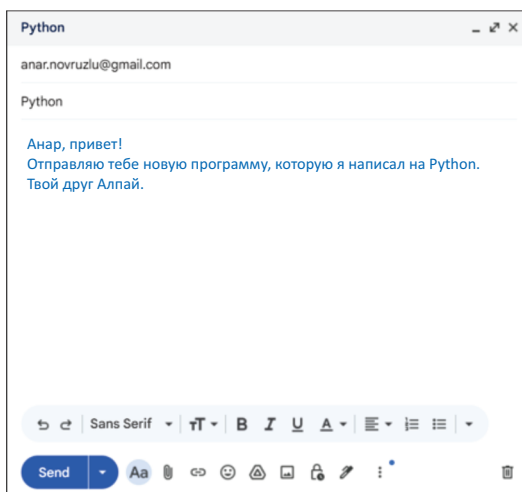 Python
anar.novruzlu@gmail.com
Python
Анар, привет!
Отправляю тебе новую программу, которую я написал на Python.
Твой друг Алпай.
Sans Serif
Send
Aa